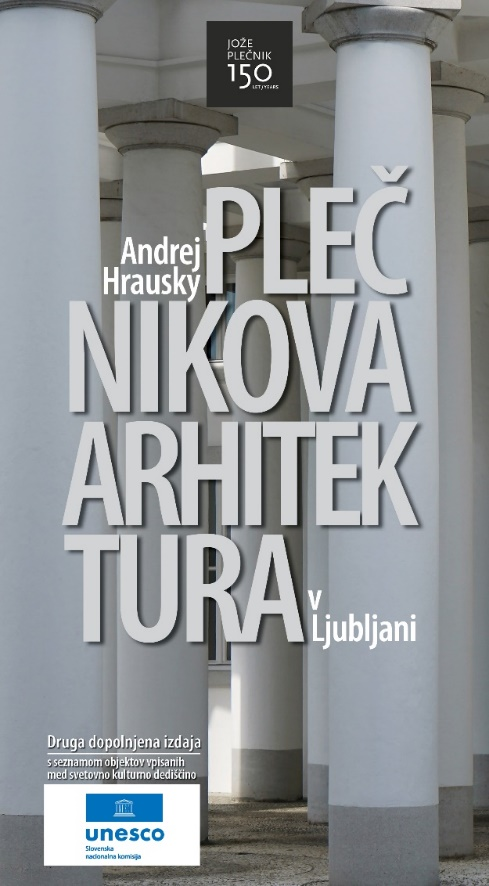 JOŽE
PLEČNIK
150
LET/YEARS
Andrej
Hrausky
PLEČ
NIKOVA
ARHITEK
TURA
v
Ljubljani
Druga dopolnjena izdaja
s seznamom objektov vpisanih
med svetovno kulturno dediščino
unesco
Slovenska
nacionalna komisija